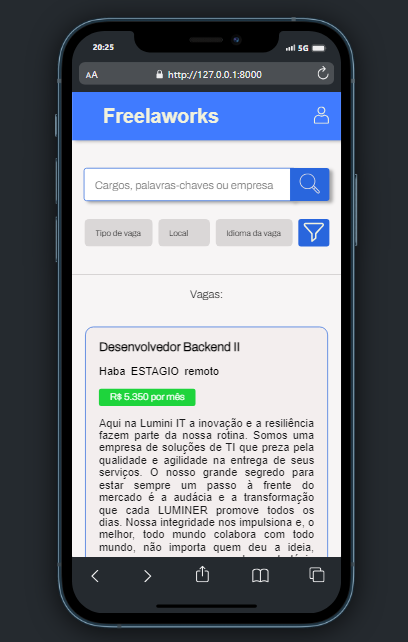 20:25
5G
AA
http://127.0.0.1:8000
Freelaworks
Cargos, palavras-chaves ou empresa
Tipo de vaga
Local
Idioma da vaga
Vagas:
Desenvolvedor Backend II
Haba ESTAGIO remoto
R$ 5.350 por mês
Aqui na Lumini IT a inovação e a resiliência
fazem parte da nossa rotina. Somos uma
empresa de soluções de TI que preza pela
qualidade e agilidade na entrega de seus
serviços. O nosso grande segredo para
estar sempre um passo à frente do
mercado é a audácia e a transformação
que cada LUMINER promove todos os
dias. Nossa integridade nos impulsiona e, o
melhor, todo mundo colabora com todo
mundo, não importa quem deu a ideia,